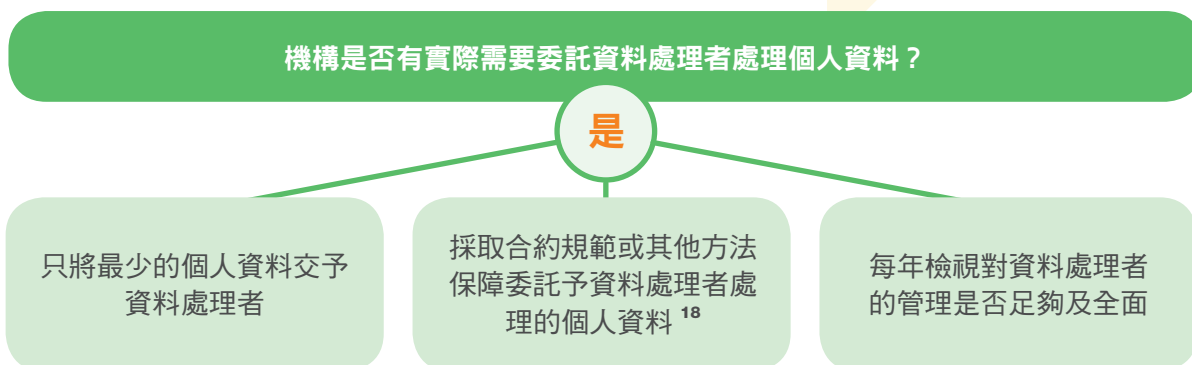 機構是否有實際需要委託資料處理者處理個人資料？
是
只將最少的個人資料交予
資料處理者
採取合約規範或其他方法
保障委託予資料處理者處
理的個人資料 18
每年檢視對資料處理者
的管理是否足夠及全面